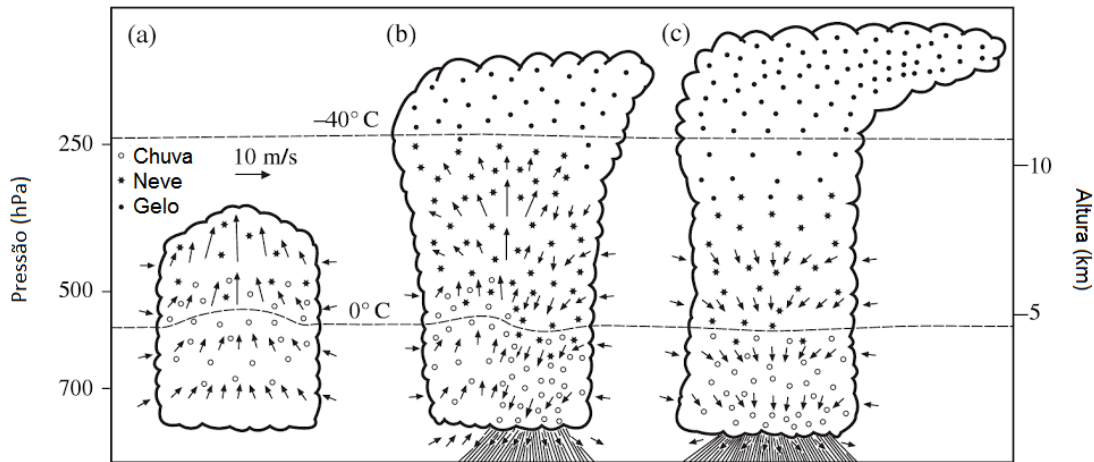 (a)
(b)
(c)
–40° C
250
10 m/s
10
Chuva
Neve
Gelo
Pressão (hPa)
Altura (km)
500
0° C
5
700